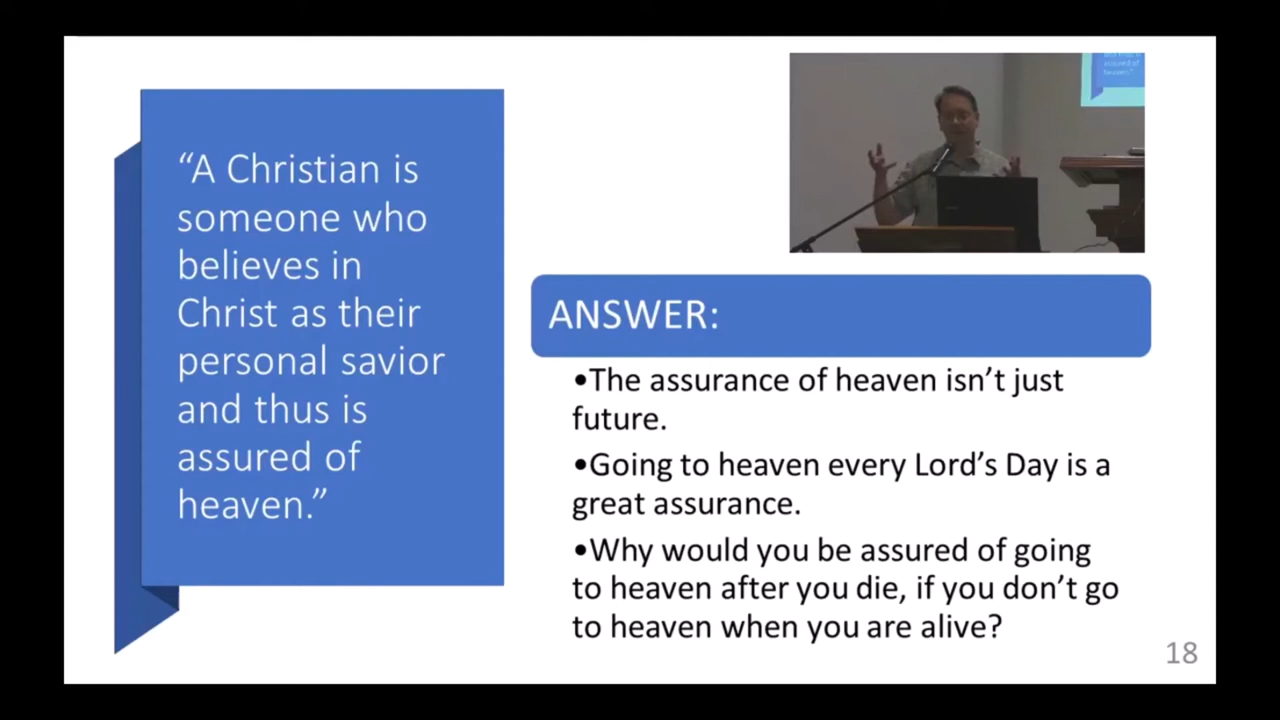 “A Christian is
someone who
believes in
Christ as their
personal savior
and thus is
assured of
heaven.”
assured of
heaven.”
ANSWER:
•The assurance of heaven isn’t just
future.
•Going to heaven every Lord’s Day is a
great assurance.
•Why would you be assured of going
to heaven after you die, if you don’t go
to heaven when you are alive?
18